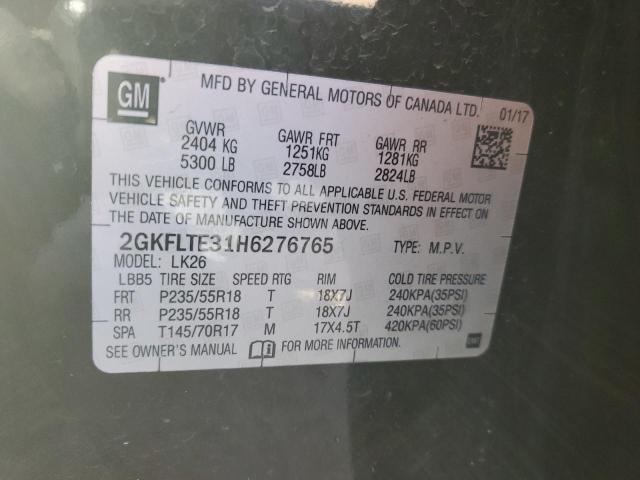 GM
MFD BY GENERAL MOTORS OF CANADA LTD.
01/17
GVWR GAWR FRT GAWR RR
2404 KG 1251KG 1281KG
5300 LB 2758LB 2824LB
THIS VEHICLE CONFORMS TO ALL APPLICABLE U.S. FEDERAL MOTOR
VEHICLE SAFETY AND THEFT PREVENTION STANDARDS IN EFFECT ON
THE DATE OF MANUFACTURE SHOWN ABOVE.
2GKFLTE31H6276765 TYPE: M.P.V.
MODEL: LK26
LBB5 TIRE SIZE SPEED RTG RIM COLD TIRE PRESSURE
FRT P235/55R18 T 18X7J 240KPA(35PSI)
RR P235/55R18 T 18X7J 240KPA(35PSI)
SPA T145/70R17 M 17X4.5T 420KPA(60PSI)
SEE OWNER'S MANUAL FOR MORE INFORMATION.
GM